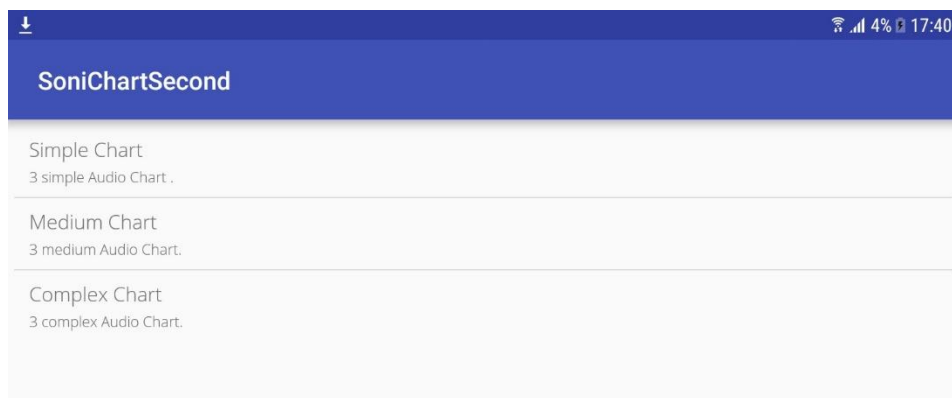 4% 17:40
SoniChartSecond
Simple Chart
3 simple Audio Chart .
Medium Chart
3 medium Audio Chart.
Complex Chart
3 complex Audio Chart.